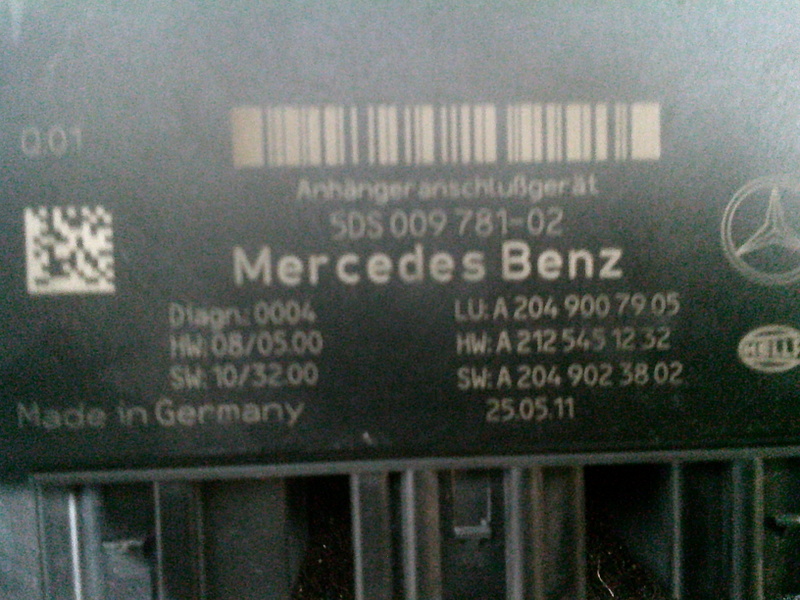 Q01
Anhängeranschlußgerät
5DS 009 781-02
Mercedes Benz
Diagn.: 0004 LU: A 204 900 79 05
HW: 08/05.00 HW: A 212 545 12 32
SW: 10/32.00 SW: A 204 902 38 02
Made in Germany 25.05.11
HELLA